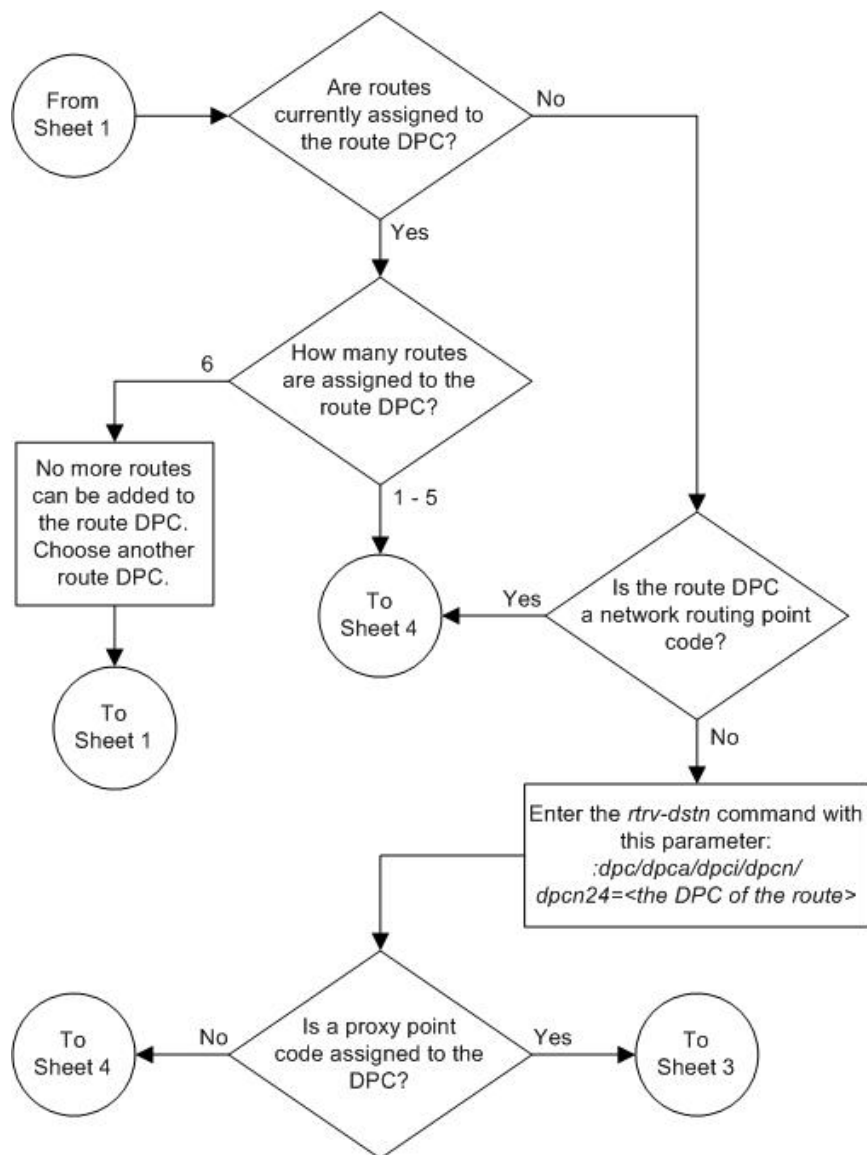 From
Sheet 1
Are routes
currently assigned to
the route DPC?
No
Yes
How many routes
are assigned to the
route DPC?
6
No more routes
can be added to
the route DPC.
Choose another
route DPC.
1 - 5
To
Sheet 4
Yes
Is the route DPC
a network routing point
code?
To
Sheet 1
No
Enter the rtrv-dstn command with
this parameter:
:dpc/dpca/dpci/dpcn/
dpcn24=<the DPC of the route>
To
Sheet 4
No
Is a proxy point
code assigned to the
DPC?
Yes
To
Sheet 3